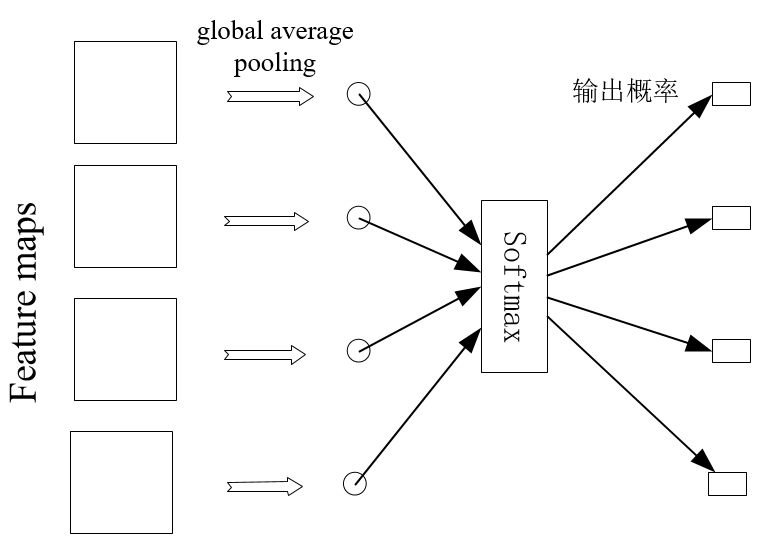 global average
pooling
输出概率
Feature maps
Softmax